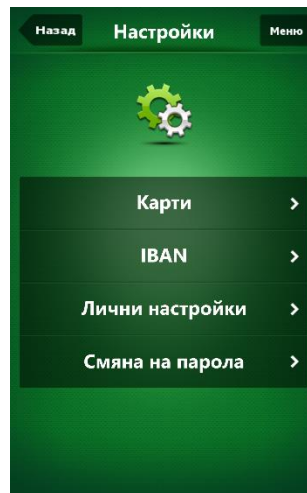 Назад Настройки Меню
Карти
IBAN
Лични настройки
Смяна на парола